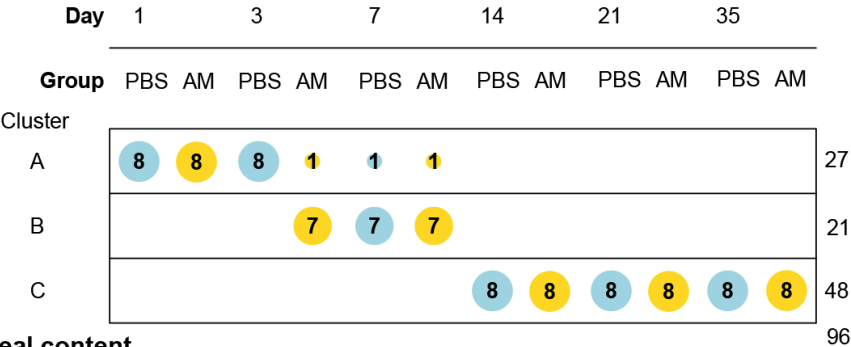 Day 1 3 7 14 21 35
Group PBS AM PBS AM PBS AM PBS AM PBS AM PBS AM
Cluster
A 8 8 8 1 1 1 27
B 7 7 7 21
C 8 8 8 8 8 8 48
96
eal content